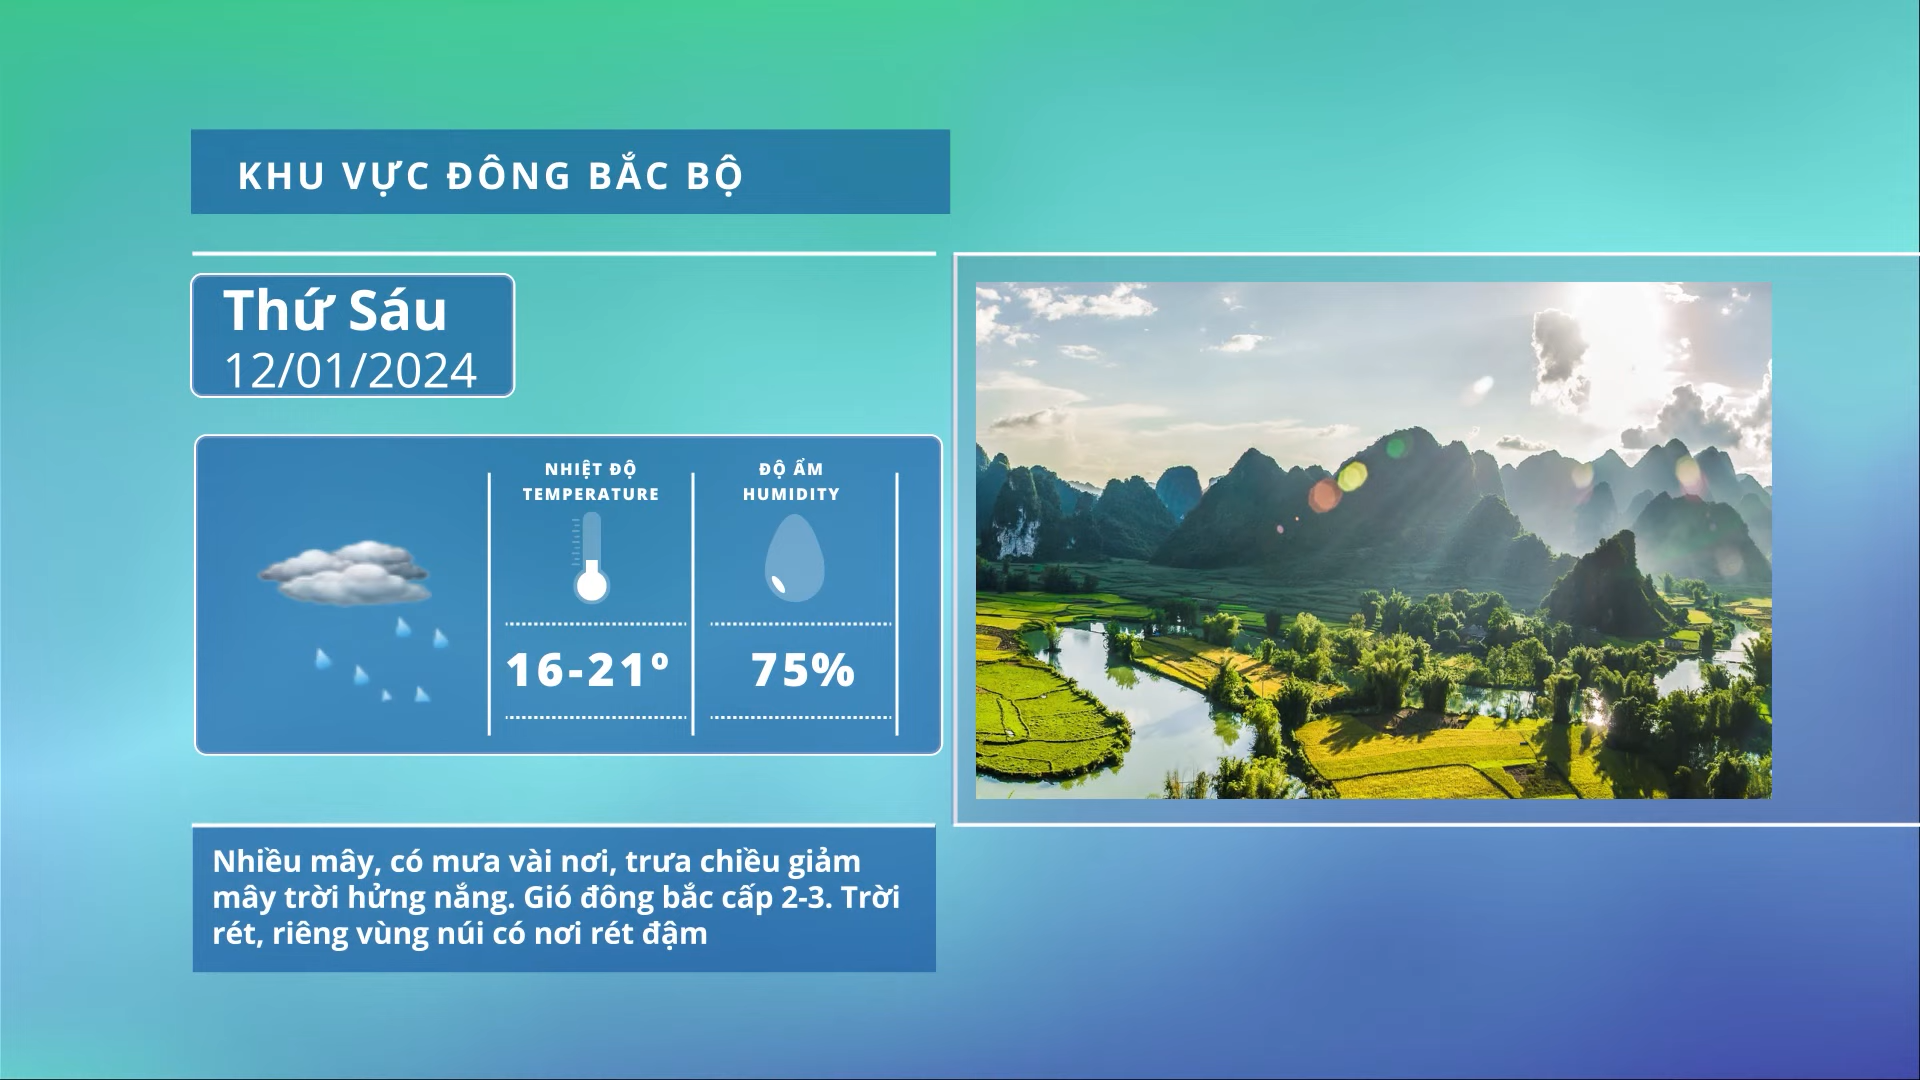 KHU VỰC ĐÔNG BẮC BỘ
Thứ Sáu
12/01/2024
NHIỆT ĐỘ
TEMPERATURE
16-21º
ĐỘ ẨM
HUMIDITY
75%
Nhiều mây, có mưa vài nơi, trưa chiều giảm
mây trời hửng nắng. Gió đông bắc cấp 2-3. Trời
rét, riêng vùng núi có nơi rét đậm